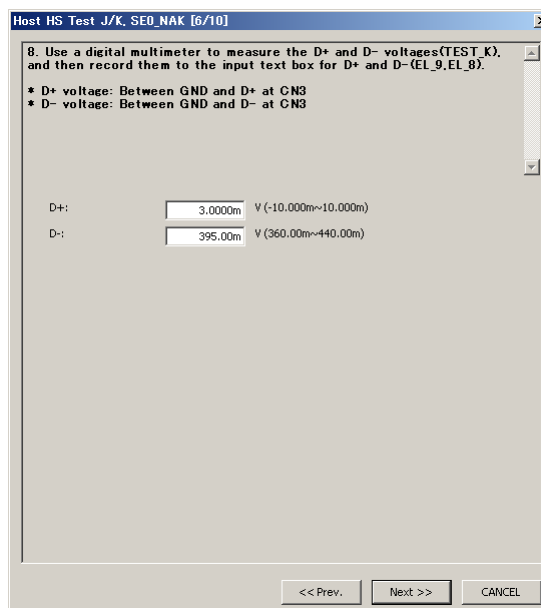 Host HS Test J/K, SE0_NAK [6/10]
8. Use a digital multimeter to measure the D+ and D- voltages(TEST_K),
and then record them to the input text box for D+ and D-(EL_9,EL_8).
* D+ voltage: Between GND and D+ at CN3
* D- voltage: Between GND and D- at CN3
D+: 3.0000m V (-10.000m~10.000m)
D-: 395.00m V (360.00m~440.00m)
<< Prev. Next >> CANCEL